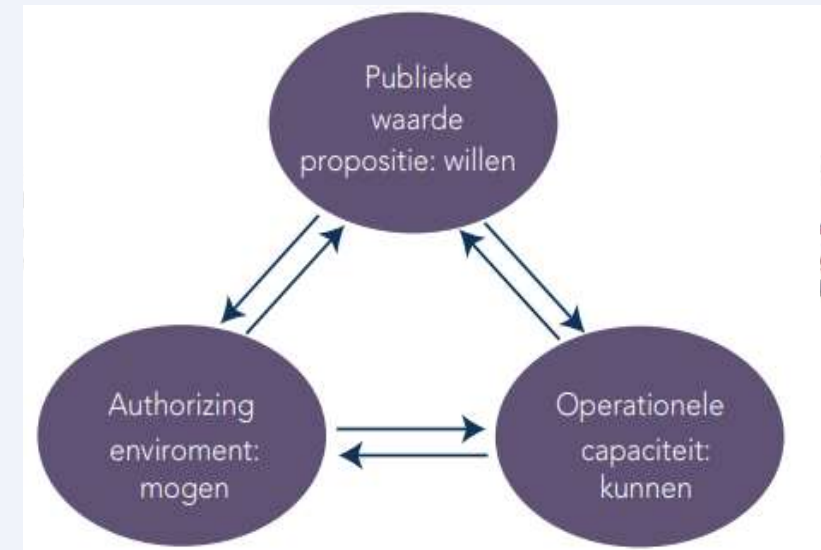 Publieke
waarde
propositie: willen
Authorizing
enviroment:
mogen
Operationele
capaciteit:
kunnen